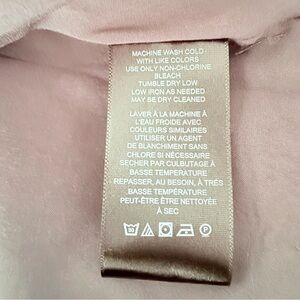 MACHINE WASH COLD
WITH LIKE COLORS
USE ONLY NON-CHLORINE
BLEACH
TUMBLE DRY LOW
LOW IRON AS NEEDED
MAY BE DRY CLEANED
LAVER À LA MACHINE À
L'EAU FROIDE AVEC
COULEURS SIMILAIRES
UTILISER UN AGENT
DE BLANCHIMENT SANS
CHLORE SI NÉCESSAIRE
SECHER PAR CULBUTAGE À
BASSE TEMPÉRATURE
REPASSER, AU BESOIN, À TRÈS
BASSE TEMPÉRATURE
PEUT-ÊTRE ÊTRE NETTOYÉE
À SEC
30 P